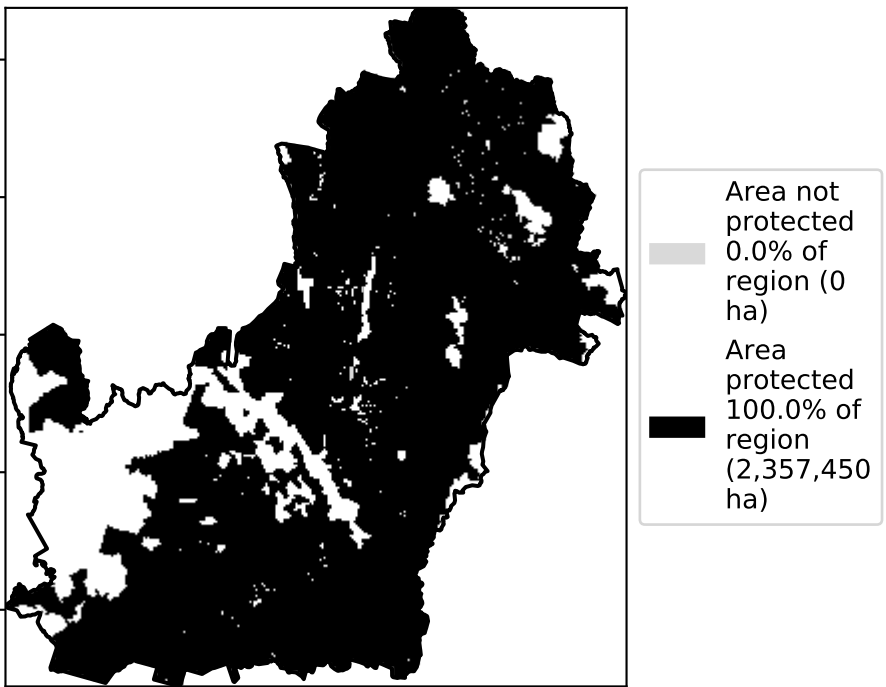 Area not
protected
0.0% of
region (0
ha)
Area
protected
100.0% of
region
(2,357,450
ha)